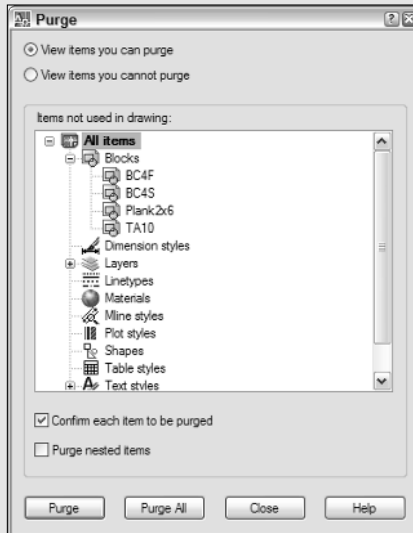 Purge
View items you can purge
View items you cannot purge
Items not used in drawing:
All items
Blocks
BC4F
BC4S
Plank2x6
TA10
Dimension styles
Layers
Linetypes
Materials
Mline styles
Plot styles
Shapes
Table styles
Text styles
Confirm each item to be purged
Purge nested items
Purge Purge All Close Help